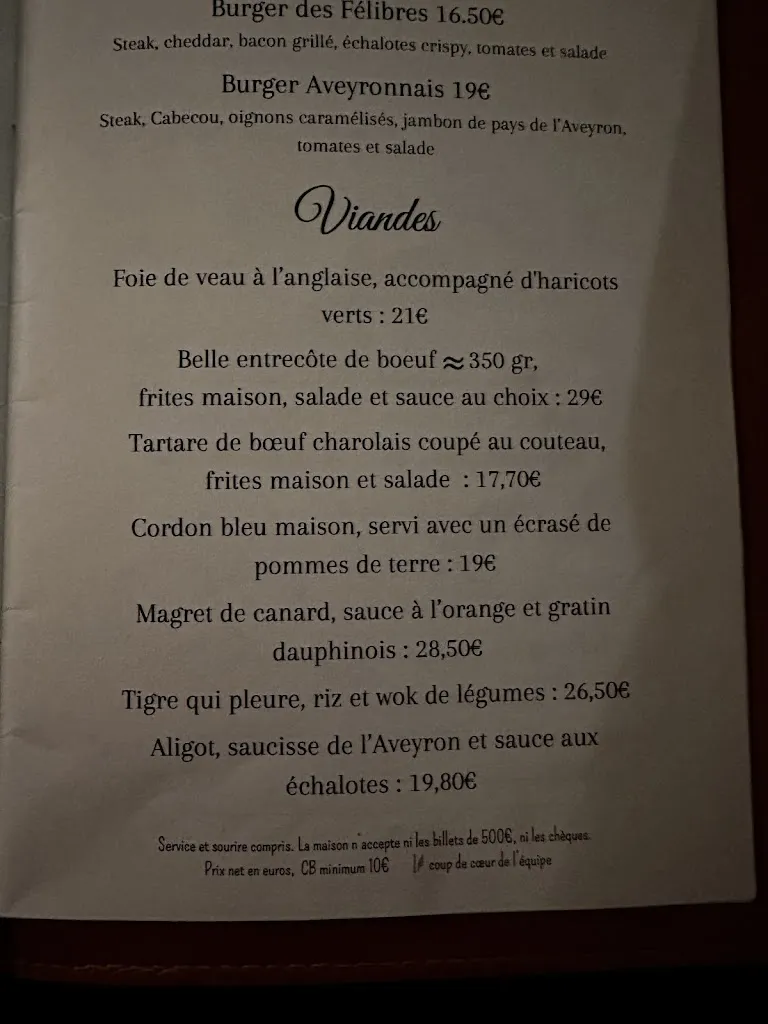 Burger des Félibres 16.50€
Steak, cheddar, bacon grillé, échalotes crispy, tomates et salade
Burger Aveyronnais 19€
Steak, Cabecou, oignons caramélisés, jambon de pays de l'Aveyron,
tomates et salade
Viandes
Foie de veau à l'anglaise, accompagné d'haricots
verts : 21€
Belle entrecôte de boeuf ≈ 350 gr,
frites maison, salade et sauce au choix : 29€
Tartare de bœuf charolais coupé au couteau,
frites maison et salade : 17,70€
Cordon bleu maison, servi avec un écrasé de
pommes de terre : 19€
Magret de canard, sauce à l'orange et gratin
dauphinois : 28,50€
Tigre qui pleure, riz et wok de légumes : 26,50€
Aligot, saucisse de l'Aveyron et sauce aux
échalotes : 19,80€
Service et sourire compris. La maison n'accepte ni les billets de 500€, ni les chèques.
Prix net en euros, CB minimum 10€ coup de cœur de l'équipe